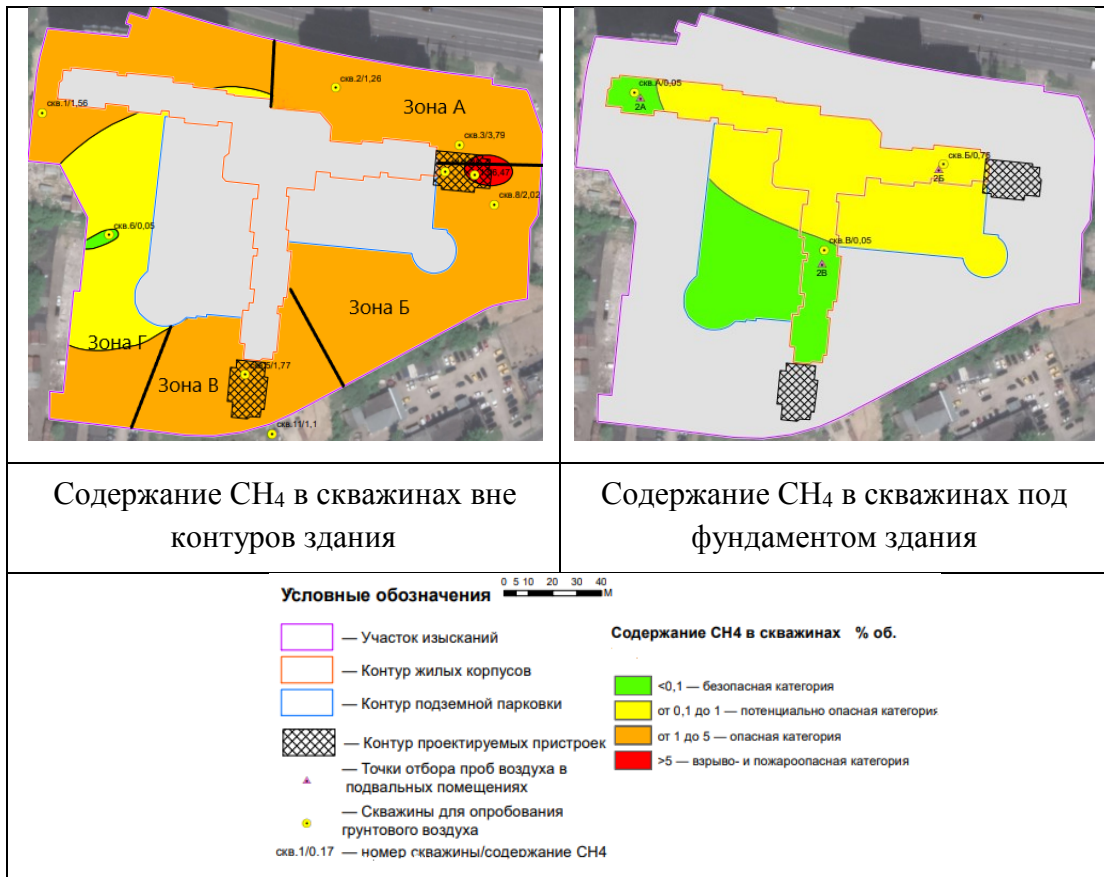 скв.2/1,26
Зона А
скв.1/1,56
скв.3/3,79
6,47
скв.8/2,02
скв.6/0,05
Зона Б
Зона Г
Зона В
5/1,77
скв.11/1,1
скв.А/0,05
2А
скв.Б/0,75
2Б
скв.В/0,05
2В
Содержание CH₄ в скважинах вне
контуров здания
Содержание CH₄ в скважинах под
фундаментом здания
Условные обозначения
0 5 10 20 30 40
М
— Участок изысканий
— Контур жилых корпусов
— Контур подземной парковки
— Контур проектируемых пристроек
— Точки отбора проб воздуха в
подвальных помещениях
— Скважины для опробования
грунтового воздуха
скв.1/0.17 — номер скважины/содержание CH4
Содержание CH4 в скважинах % об.
<0,1 — безопасная категория
от 0,1 до 1 — потенциально опасная категория
от 1 до 5 — опасная категория
>5 — взрыво- и пожароопасная категория